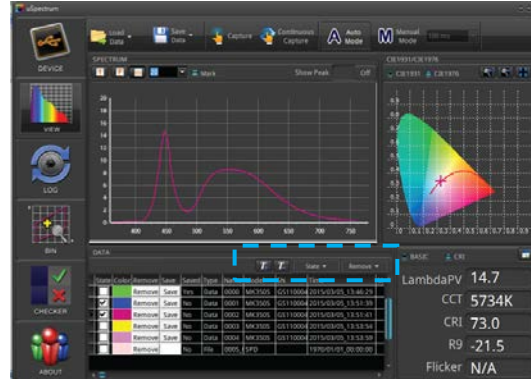 uSpectrum
Load Data
Save Data
Capture
Continuous Capture
A Auto Mode
M Manual Mode
100 ms
SPECTRUM
CIE1931/CIE1976
Mark
Show Peak
Off
CIE1931
CIE1976
DEVICE
VIEW
LOG
BIN
CHECKER
ABOUT
20
18
16
14
12
10
8
6
4
2
0
400 450 500 550 600 650 700 750
DATA
State
Remove
BASIC
CRI
State Color Remove Save Saved Type Model SN
Remove Save Yes Data 0000 MK350S 2015/03/05_13:46:29
Remove Save No Data 0001 MK350S 2015/03/05_13:51:39
Remove Save No Data 0002 MK350S 2015/03/05_13:51:41
Remove Save No Data 0003 MK350S 2015/03/05_13:53:54
Remove Save No Data 0004 MK350S 2015/03/05_13:53:59
Remove Save No File SPD 1970/01/01_00:00:00
LambdaPV 14.7
CCT 5734K
CRI 73.0
R9 -21.5
Flicker N/A